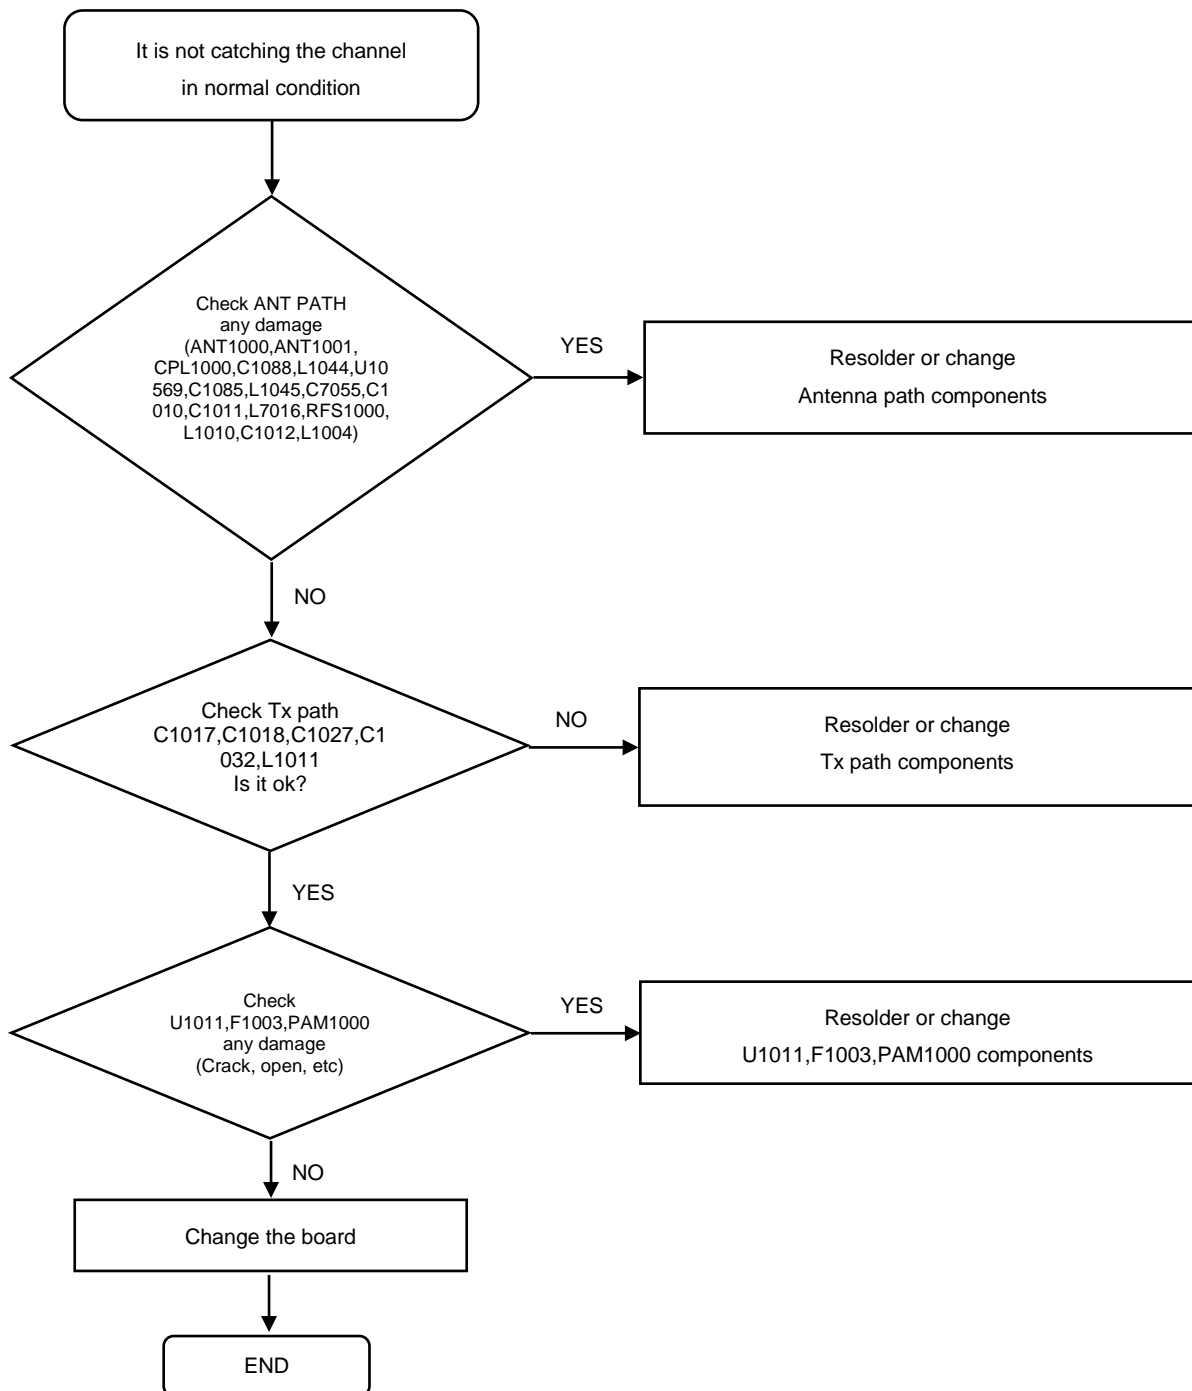 It is not catching the channel
in normal condition
Check ANT PATH
any damage
(ANT1000,ANT1001,
CPL1000,C1088,L1044,U10
569,C1085,L1045,C7055,C1
010,C1011,L7016,RFS1000,
L1010,C1012,L1004)
YES
Resolder or change
Antenna path components
NO
Check Tx path
C1017,C1018,C1027,C1
032,L1011
Is it ok?
NO
Resolder or change
Tx path components
YES
Check
U1011,F1003,PAM1000
any damage
(Crack, open, etc)
YES
Resolder or change
U1011,F1003,PAM1000 components
NO
Change the board
END